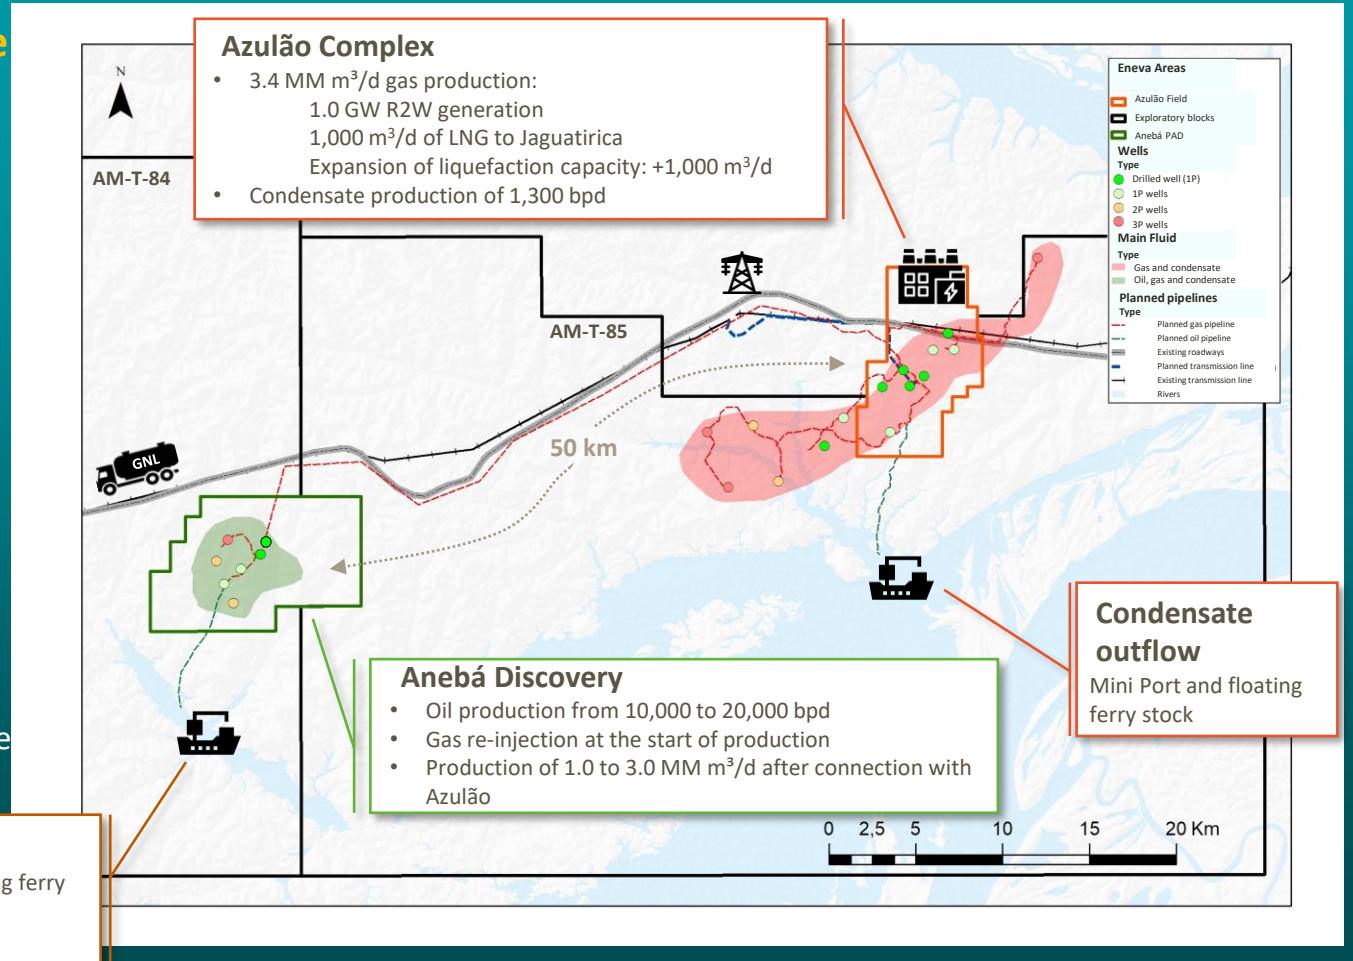 e
Azulão Complex
• 3.4 MM m³/d gas production:
1.0 GW R2W generation
1,000 m³/d of LNG to Jaguatirica
Expansion of liquefaction capacity: +1,000 m³/d
• Condensate production of 1,300 bpd
N
AM-T-84
AM-T-85
50 km
GNL
Eneva Areas
Azulão Field
Exploratory blocks
Anebá PAD
Wells
Type
Drilled well (1P)
1P wells
2P wells
3P wells
Main Fluid
Type
Gas and condensate
Oil, gas and condensate
Planned pipelines
Type
Planned gas pipeline
Planned oil pipeline
Existing roadways
Planned transmission line
Existing transmission line
Rivers
Condensate
outflow
Mini Port and floating
ferry stock
Anebá Discovery
• Oil production from 10,000 to 20,000 bpd
• Gas re-injection at the start of production
• Production of 1.0 to 3.0 MM m³/d after connection with
Azulão
e
g ferry
0 2,5 5 10 15 20 Km